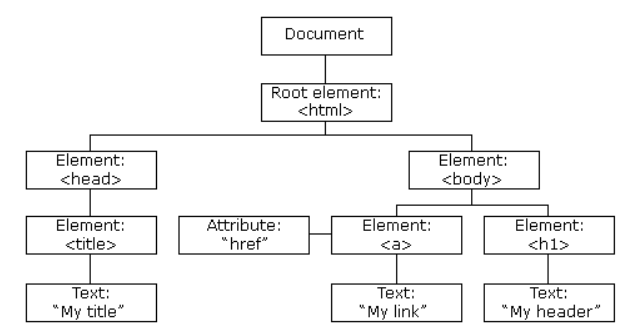 Document
Root element:
<html>
Element:
<head>
Element:
<body>
Element:
<title>
Attribute:
“href”
Element:
<a>
Element:
<h1>
Text:
“My title”
Text:
“My link”
Text:
“My header”